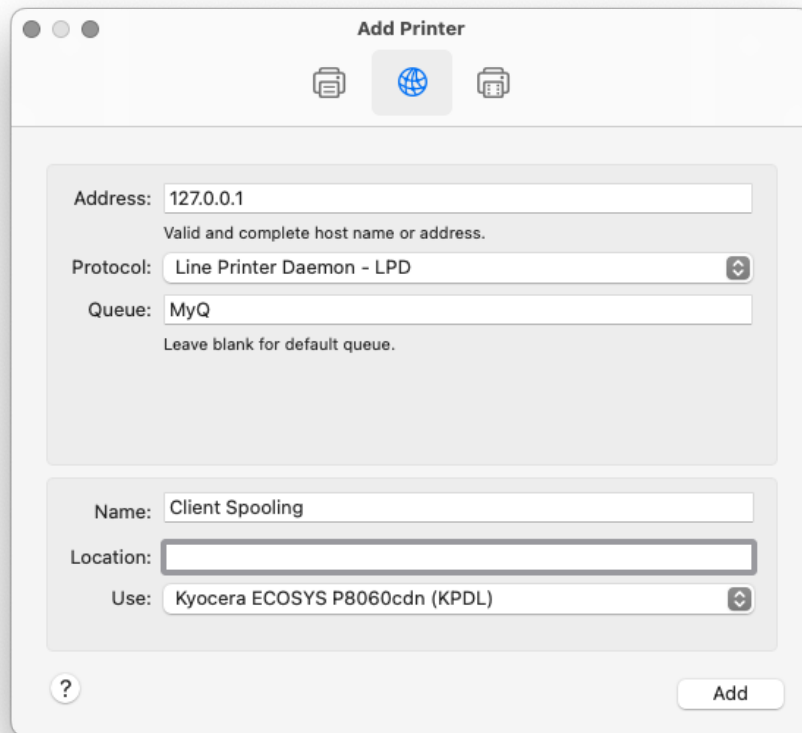 Add Printer
Address: 127.0.0.1
Valid and complete host name or address.
Protocol: Line Printer Daemon - LPD
Queue: MyQ
Leave blank for default queue.
Name: Client Spooling
Location:
Use: Kyocera ECOSYS P8060cdn (KPDL)
? Add